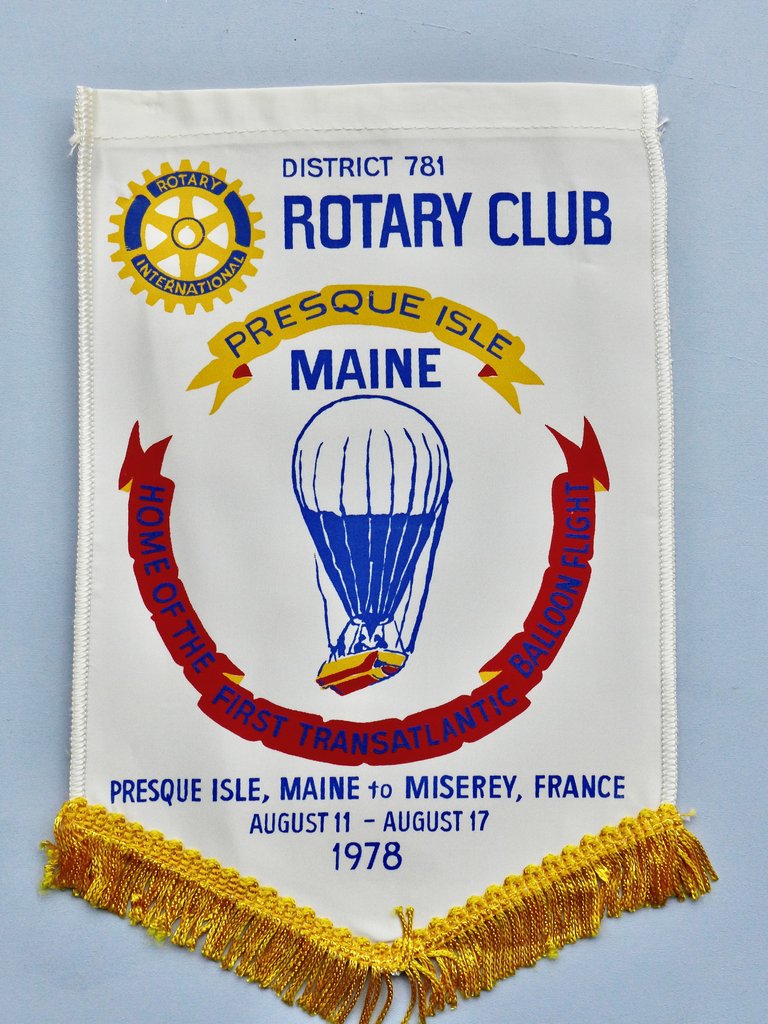 DISTRICT 781
ROTARY CLUB
ROTARY
INTERNATIONAL
PRESQUE ISLE
MAINE
HOME OF THE FIRST TRANSATLANTIC BALLOON FLIGHT
PRESQUE ISLE, MAINE to MISEREY, FRANCE
AUGUST 11 - AUGUST 17
1978